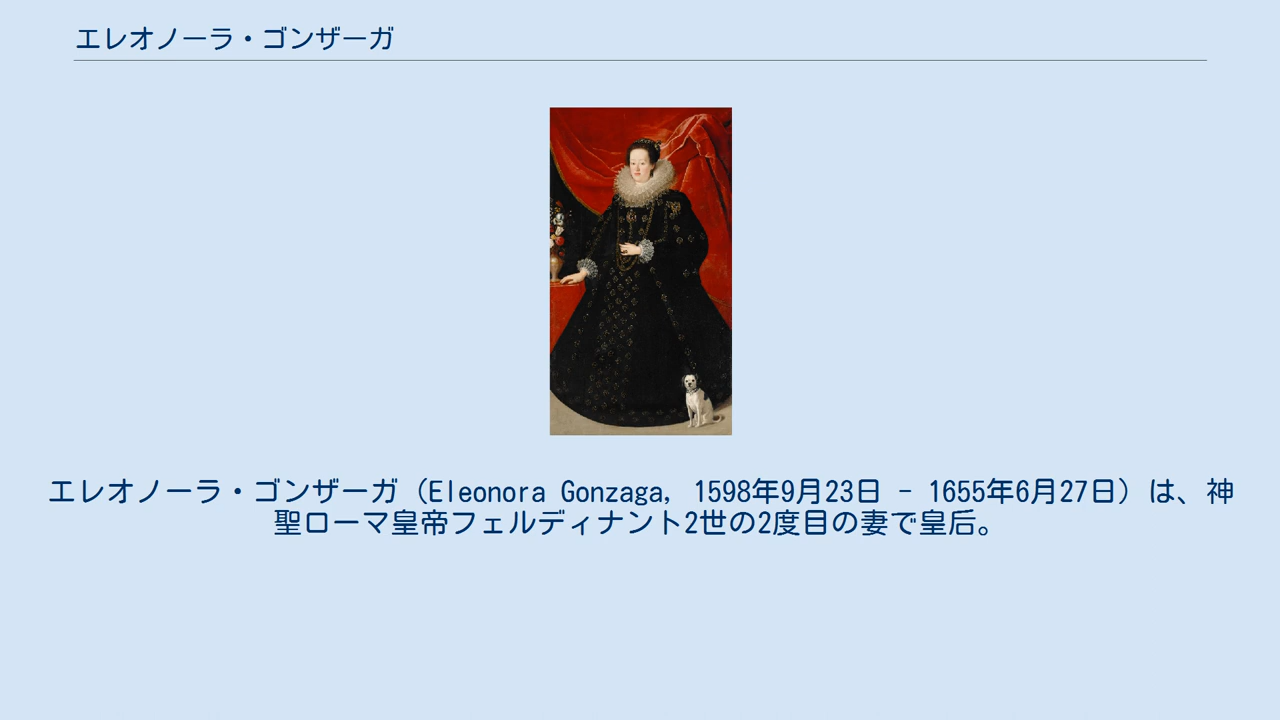 エレオノーラ・ゴンザーガ
エレオノーラ・ゴンザーガ（Eleonora Gonzaga, 1598年9月23日 - 1655年6月27日）は、神
聖ローマ皇帝フェルディナント2世の2度目の妻で皇后。